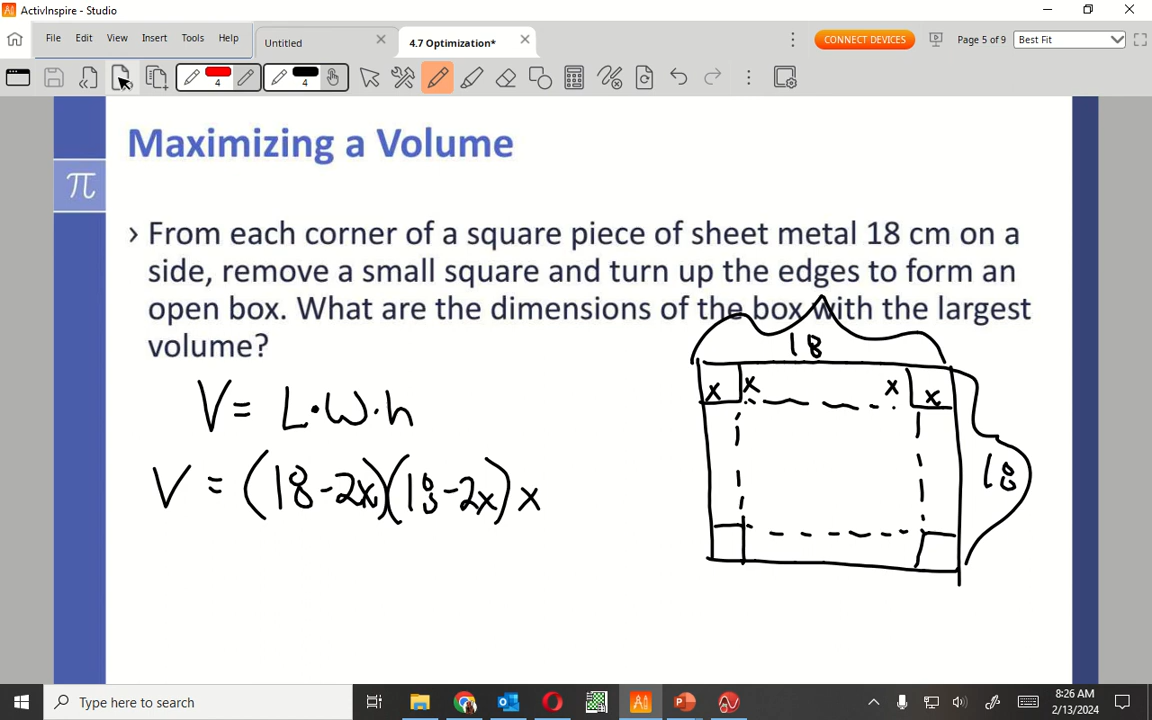 ActivInspire - Studio
File Edit View Insert Tools Help
Untitled
4.7 Optimization*
CONNECT DEVICES
Page 5 of 9
Best Fit
4
4
Maximizing a Volume
π
› From each corner of a square piece of sheet metal 18 cm on a
side, remove a small square and turn up the edges to form an
open box. What are the dimensions of the box with the largest
volume?
18
x x x x
V = L·W·h
18
V = (18-2x)(18-2x)x
Type here to search
8:26 AM
2/13/2024